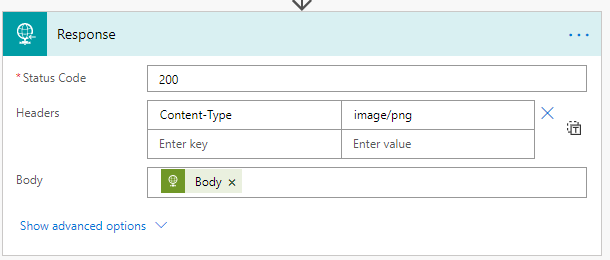 Response
* Status Code 200
Headers Content-Type image/png
Enter key Enter value
Body Body
Show advanced options